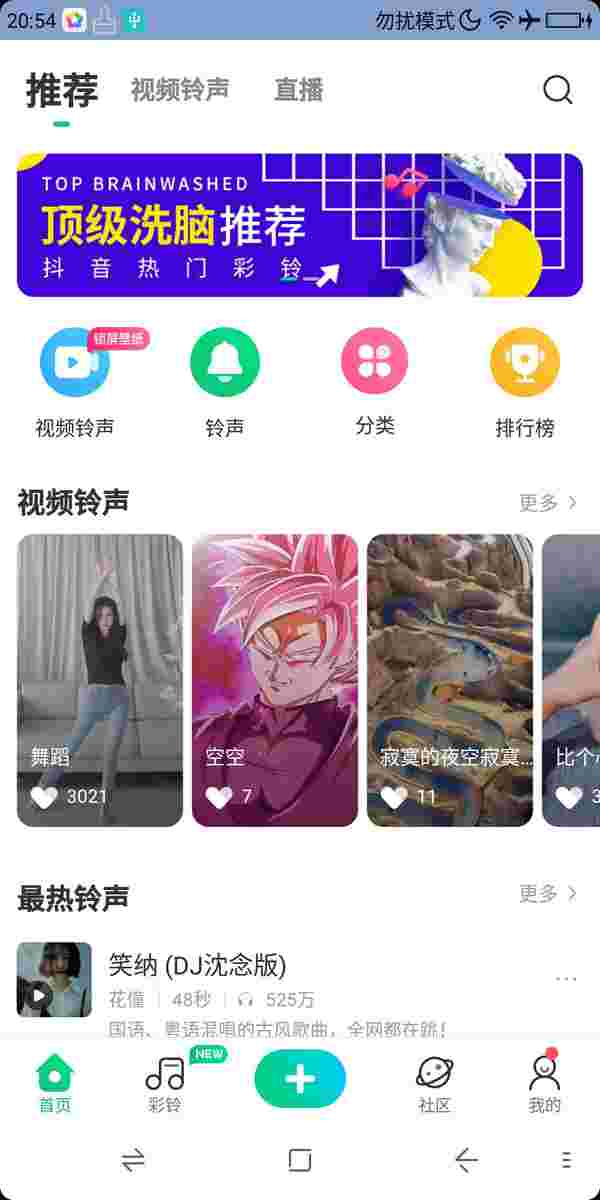 20:54 勿扰模式
推荐 视频铃声 直播
TOP BRAINWASHED
顶级洗脑推荐
抖音热门彩铃
锁屏壁纸
视频铃声 铃声 分类 排行榜
视频铃声 更多
舞蹈 空空 寂寞的夜空寂寞... 比个
3021 7 11 3
最热铃声 更多
笑纳 (DJ沈念版)
花僮 48秒 525万
国语、粤语混唱的古风歌曲，全网都在跳！
NEW
首页 彩铃 社区 我的